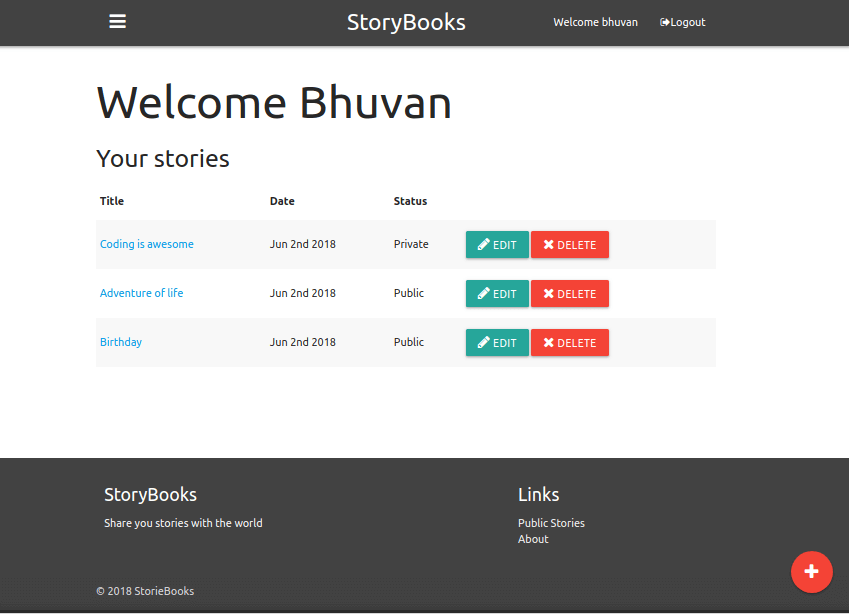 StoryBooks Welcome bhuvan Logout
Welcome Bhuvan
Your stories
Title Date Status
Coding is awesome Jun 2nd 2018 Private EDIT DELETE
Adventure of life Jun 2nd 2018 Public EDIT DELETE
Birthday Jun 2nd 2018 Public EDIT DELETE
StoryBooks
Share you stories with the world
Links
Public Stories
About
© 2018 StorieBooks